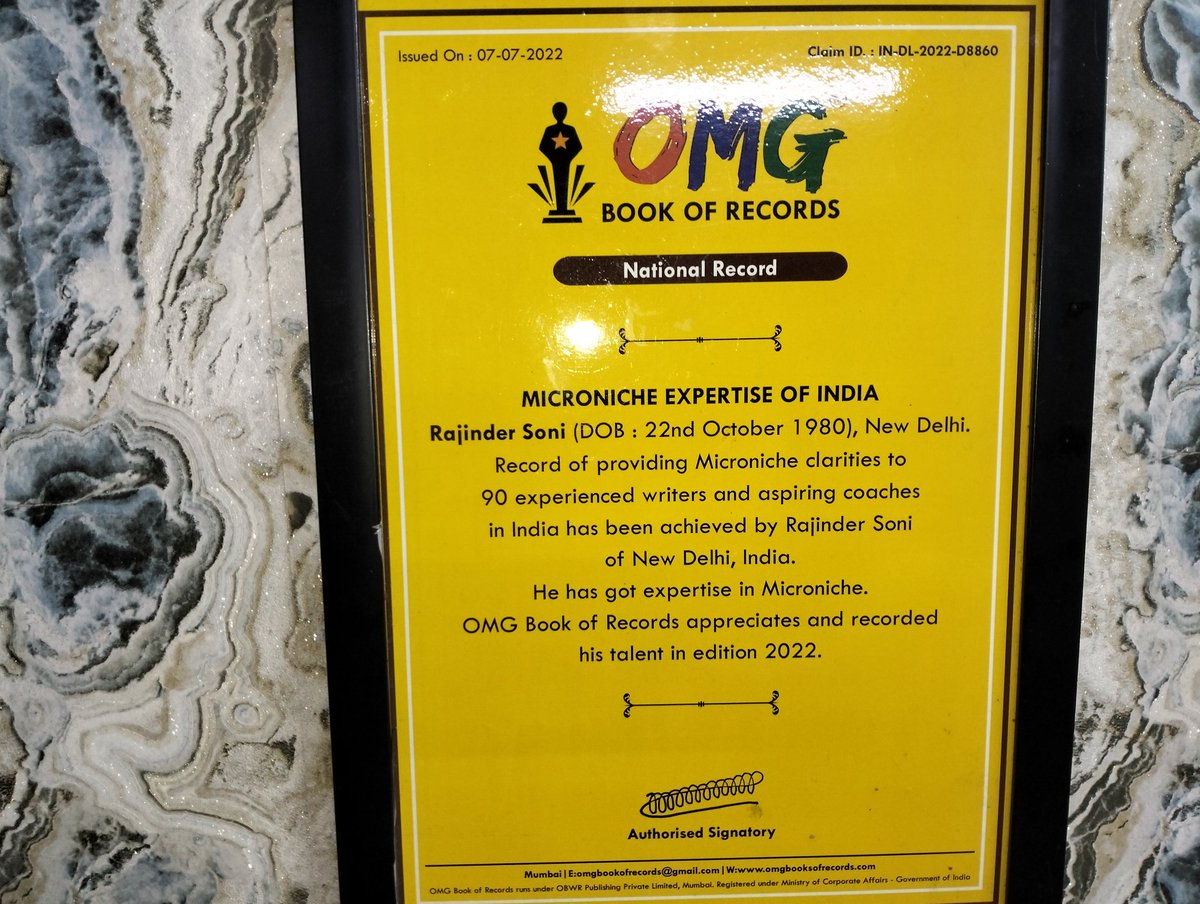 Issued On : 07-07-2022
Claim ID. : IN-DL-2022-D8860
OMG
BOOK OF RECORDS
National Record
MICRONICHE EXPERTISE OF INDIA
Rajinder Soni (DOB : 22nd October 1980), New Delhi.
Record of providing Microniche clarities to
90 experienced writers and aspiring coaches
in India has been achieved by Rajinder Soni
of New Delhi, India.
He has got expertise in Microniche.
OMG Book of Records appreciates and recorded
his talent in edition 2022.
Authorised Signatory
Mumbai | E:omgbookofrecords@gmail.com | W:www.omgbooksofrecords.com
OMG Book of Records runs under OBWR Publishing Private Limited, Mumbai. Registered under Ministry of Corporate Affairs - Government of India